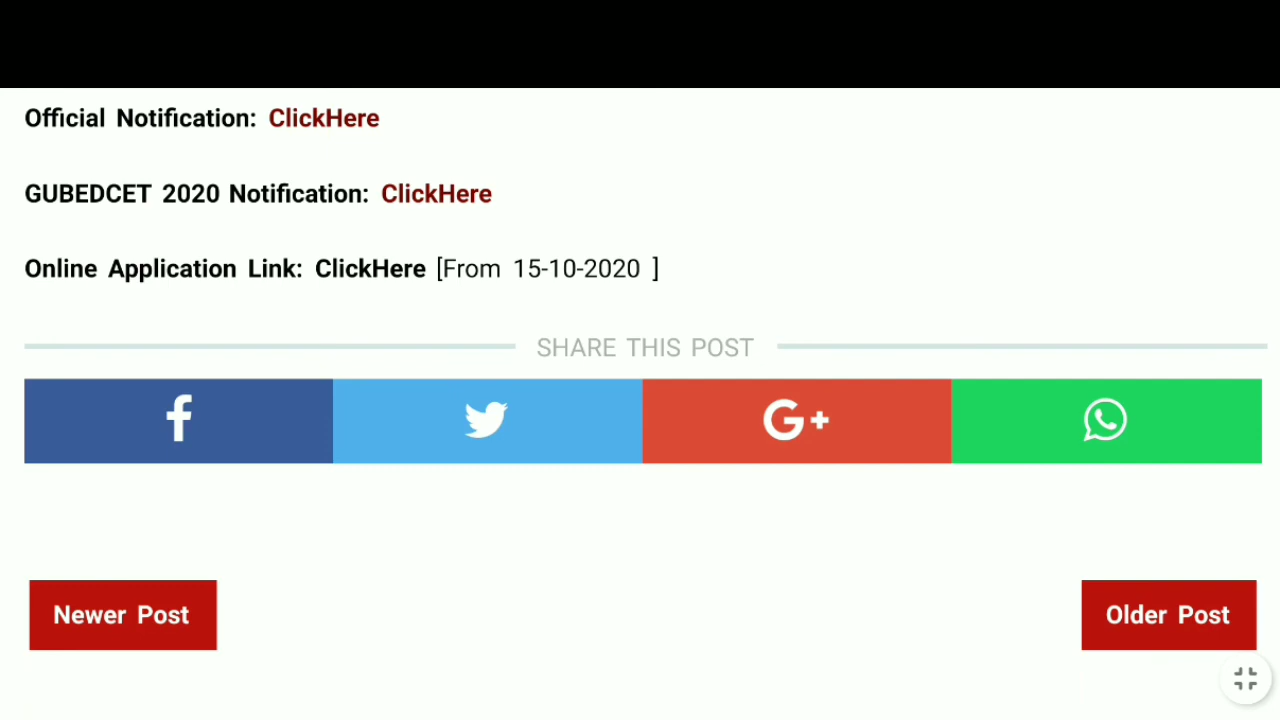 Official Notification: ClickHere
GUBEDCET 2020 Notification: ClickHere
Online Application Link: ClickHere [From 15-10-2020 ]
SHARE THIS POST
f
G+
Newer Post
Older Post